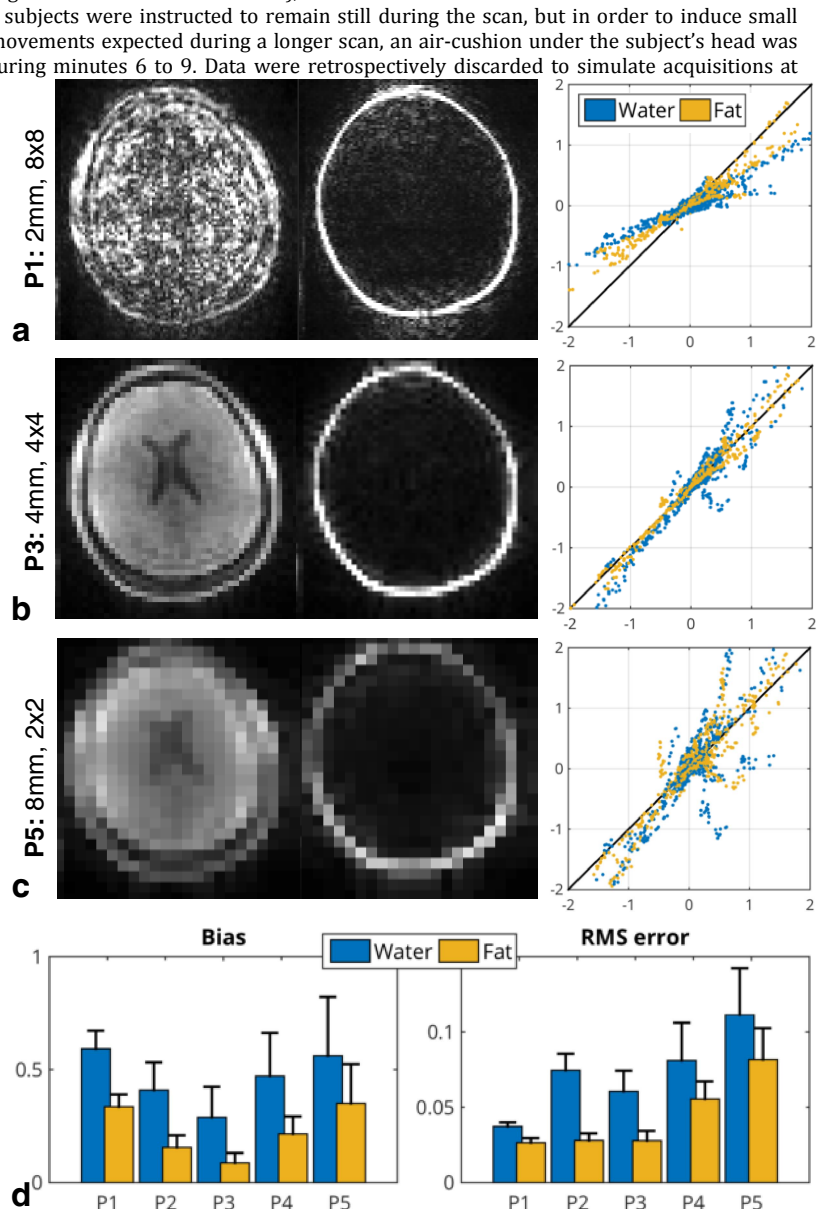 subjects were instructed to remain still during the scan, but in order to induce small
movements expected during a longer scan, an air-cushion under the subject's head was
uring minutes 6 to 9. Data were retrospectively discarded to simulate acquisitions at
P1: 2mm, 8x8
a
Water Fat
2
1
0
-1
-2
-2 -1 0 1 2
P3: 4mm, 4x4
b
2
1
0
-1
-2
-2 -1 0 1 2
P5: 8mm, 2x2
c
2
1
0
-1
-2
-2 -1 0 1 2
Bias
Water Fat
RMS error
1
0.5
0
P1 P2 P3 P4 P5
0.1
0.05
0
P1 P2 P3 P4 P5
d